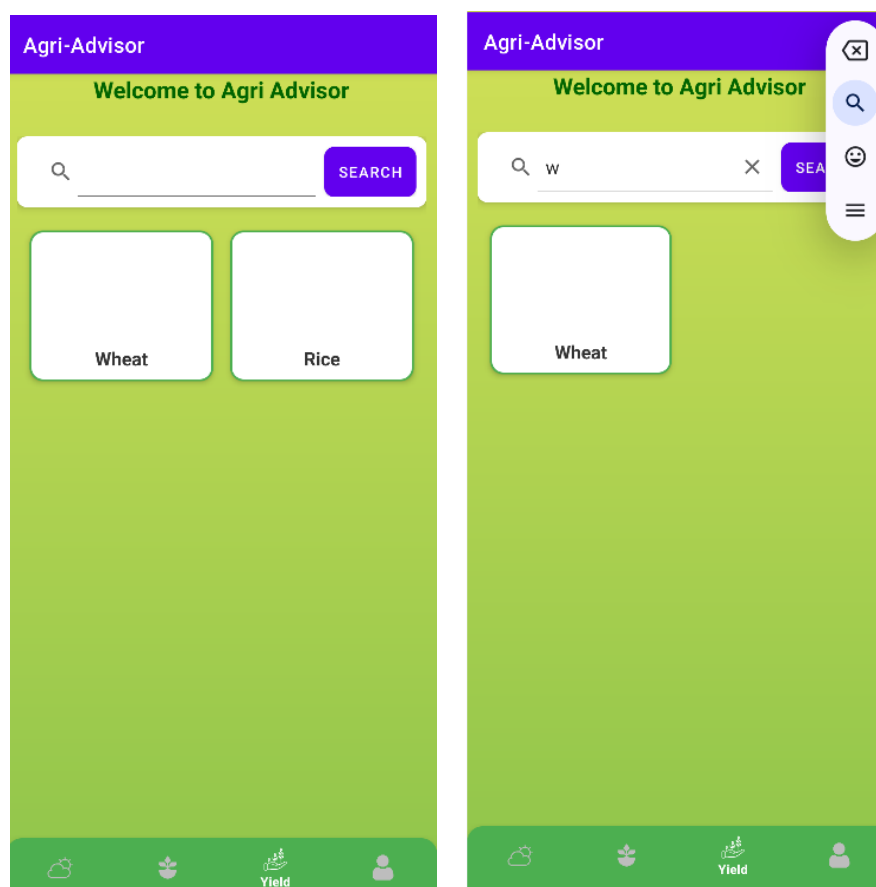 Agri-Advisor
Welcome to Agri Advisor
SEARCH
Wheat
Rice
Yield
Agri-Advisor
Welcome to Agri Advisor
w
SEA
Wheat
Yield